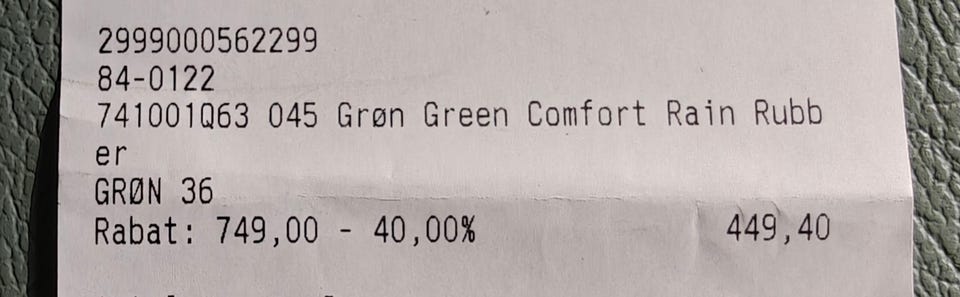 2999000562299
84-0122
741001Q63 045 Grøn Green Comfort Rain Rubb
er
GRØN 36
Rabat: 749,00 - 40,00% 449,40